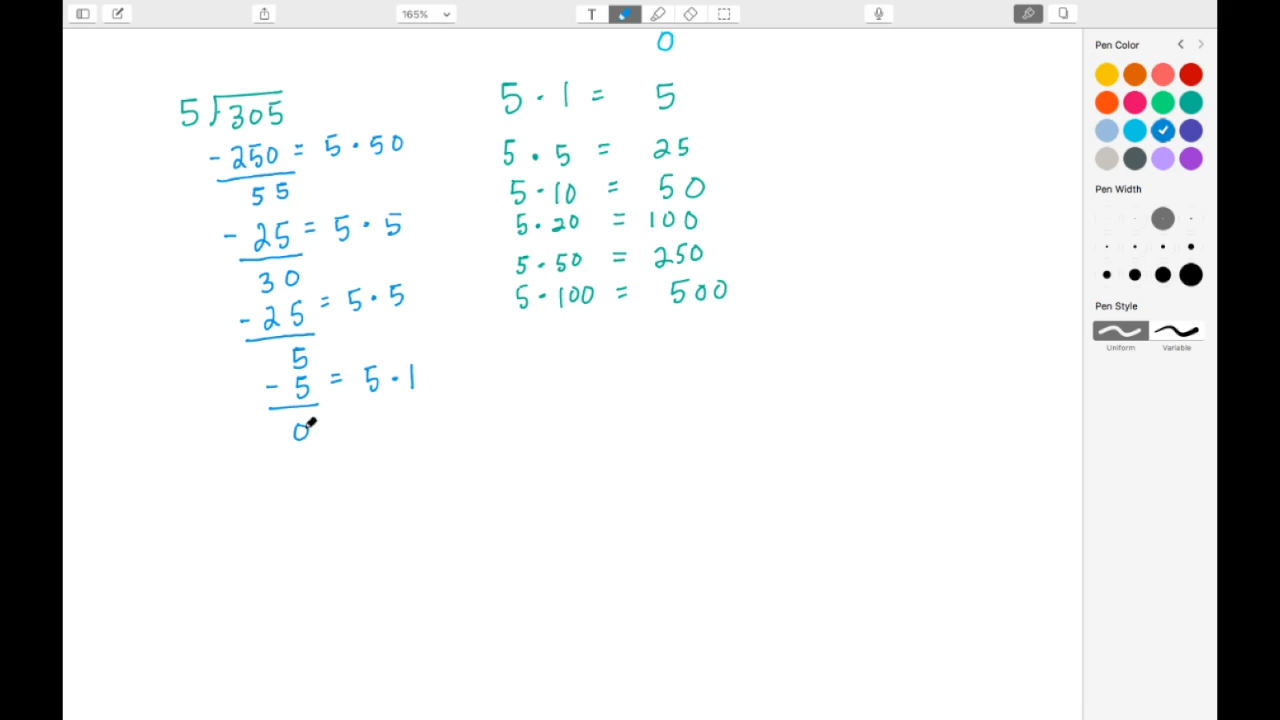 165%
T
Pen Color
0
5 · 1 = 5
5 ⟌ 305
- 250 = 5 · 50
55
- 25 = 5 · 5
30
- 25 = 5 · 5
5
- 5 = 5 · 1
0
5 · 5 = 25
5 · 10 = 50
5 · 20 = 100
5 · 50 = 250
5 · 100 = 500
Pen Width
Pen Style
Uniform Variable